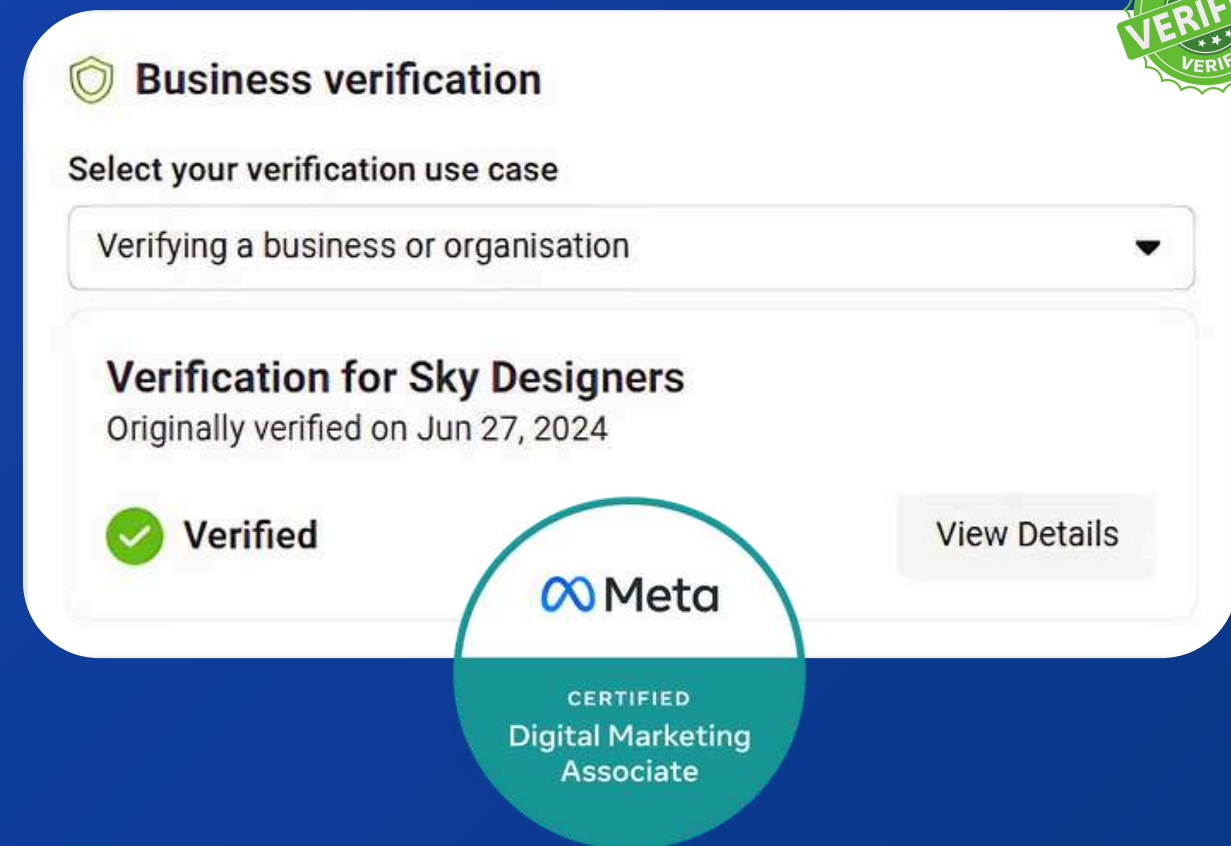 Business verification
Select your verification use case
Verifying a business or organisation
Verification for Sky Designers
Originally verified on Jun 27, 2024
Verified
View Details
Meta
CERTIFIED
Digital Marketing
Associate